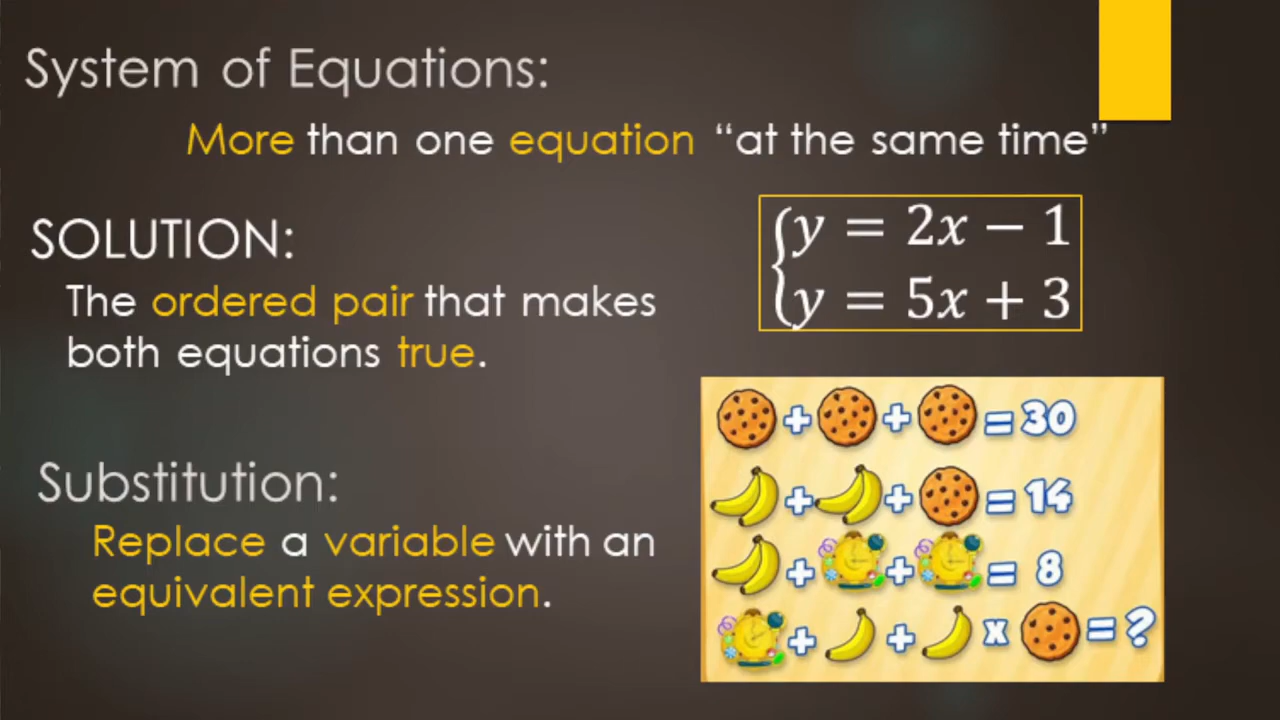 System of Equations:
More than one equation “at the same time”
SOLUTION:
The ordered pair that makes
both equations true.
y = 2x − 1
y = 5x + 3
Substitution:
Replace a variable with an
equivalent expression.
+ + = 30
+ + = 14
+ + = 8
+ + x = ?